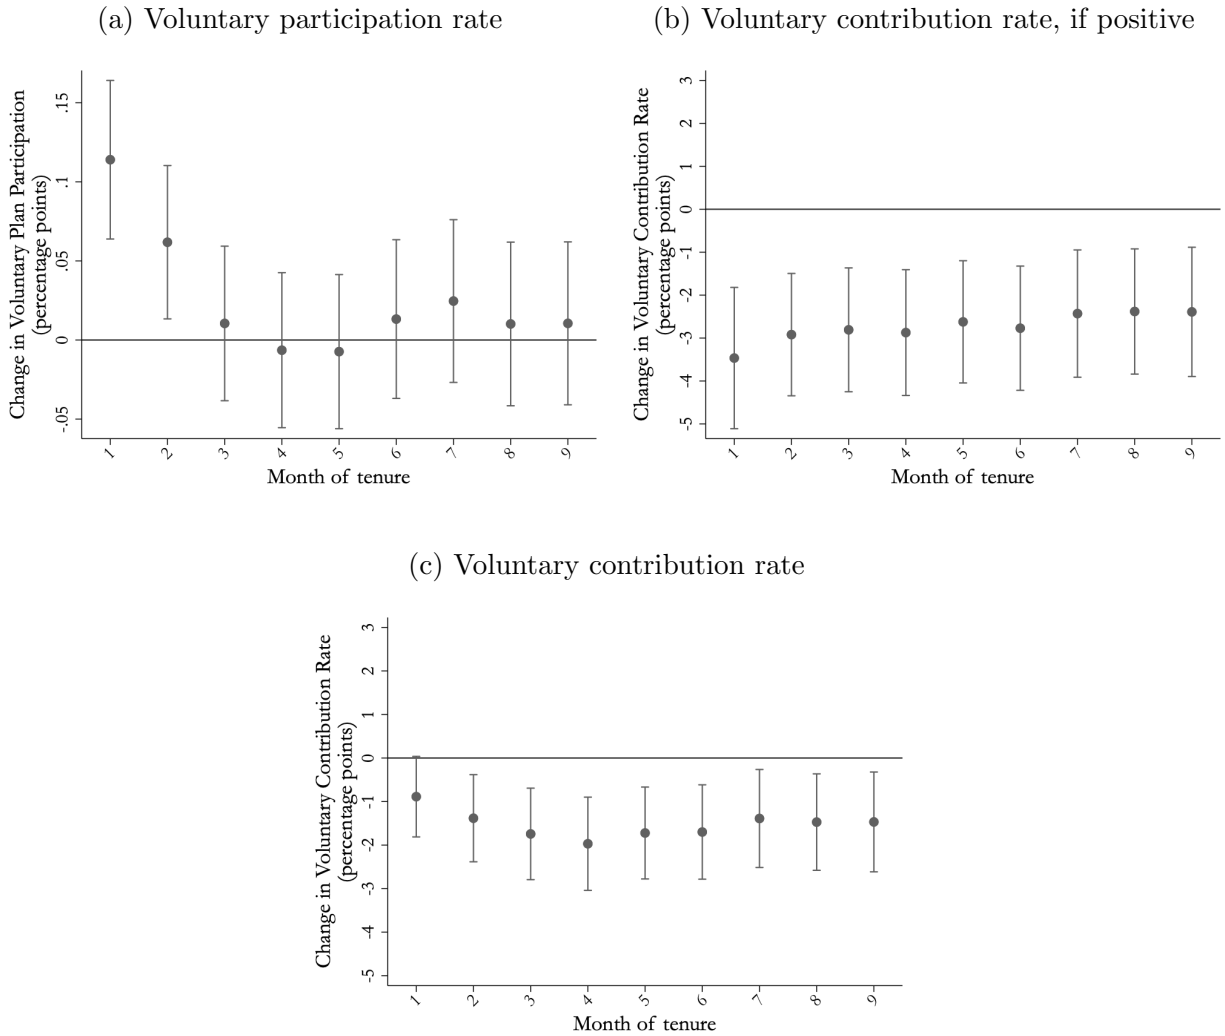 (a) Voluntary participation rate
Change in Voluntary Plan Participation
(percentage points)
.15
.1
.05
0
-.05
1 2 3 4 5 6 7 8 9
Month of tenure
(b) Voluntary contribution rate, if positive
Change in Voluntary Contribution Rate
(percentage points)
3
2
1
0
-1
-2
-3
-4
-5
1 2 3 4 5 6 7 8 9
Month of tenure
(c) Voluntary contribution rate
Change in Voluntary Contribution Rate
(percentage points)
3
2
1
0
-1
-2
-3
-4
-5
1 2 3 4 5 6 7 8 9
Month of tenure